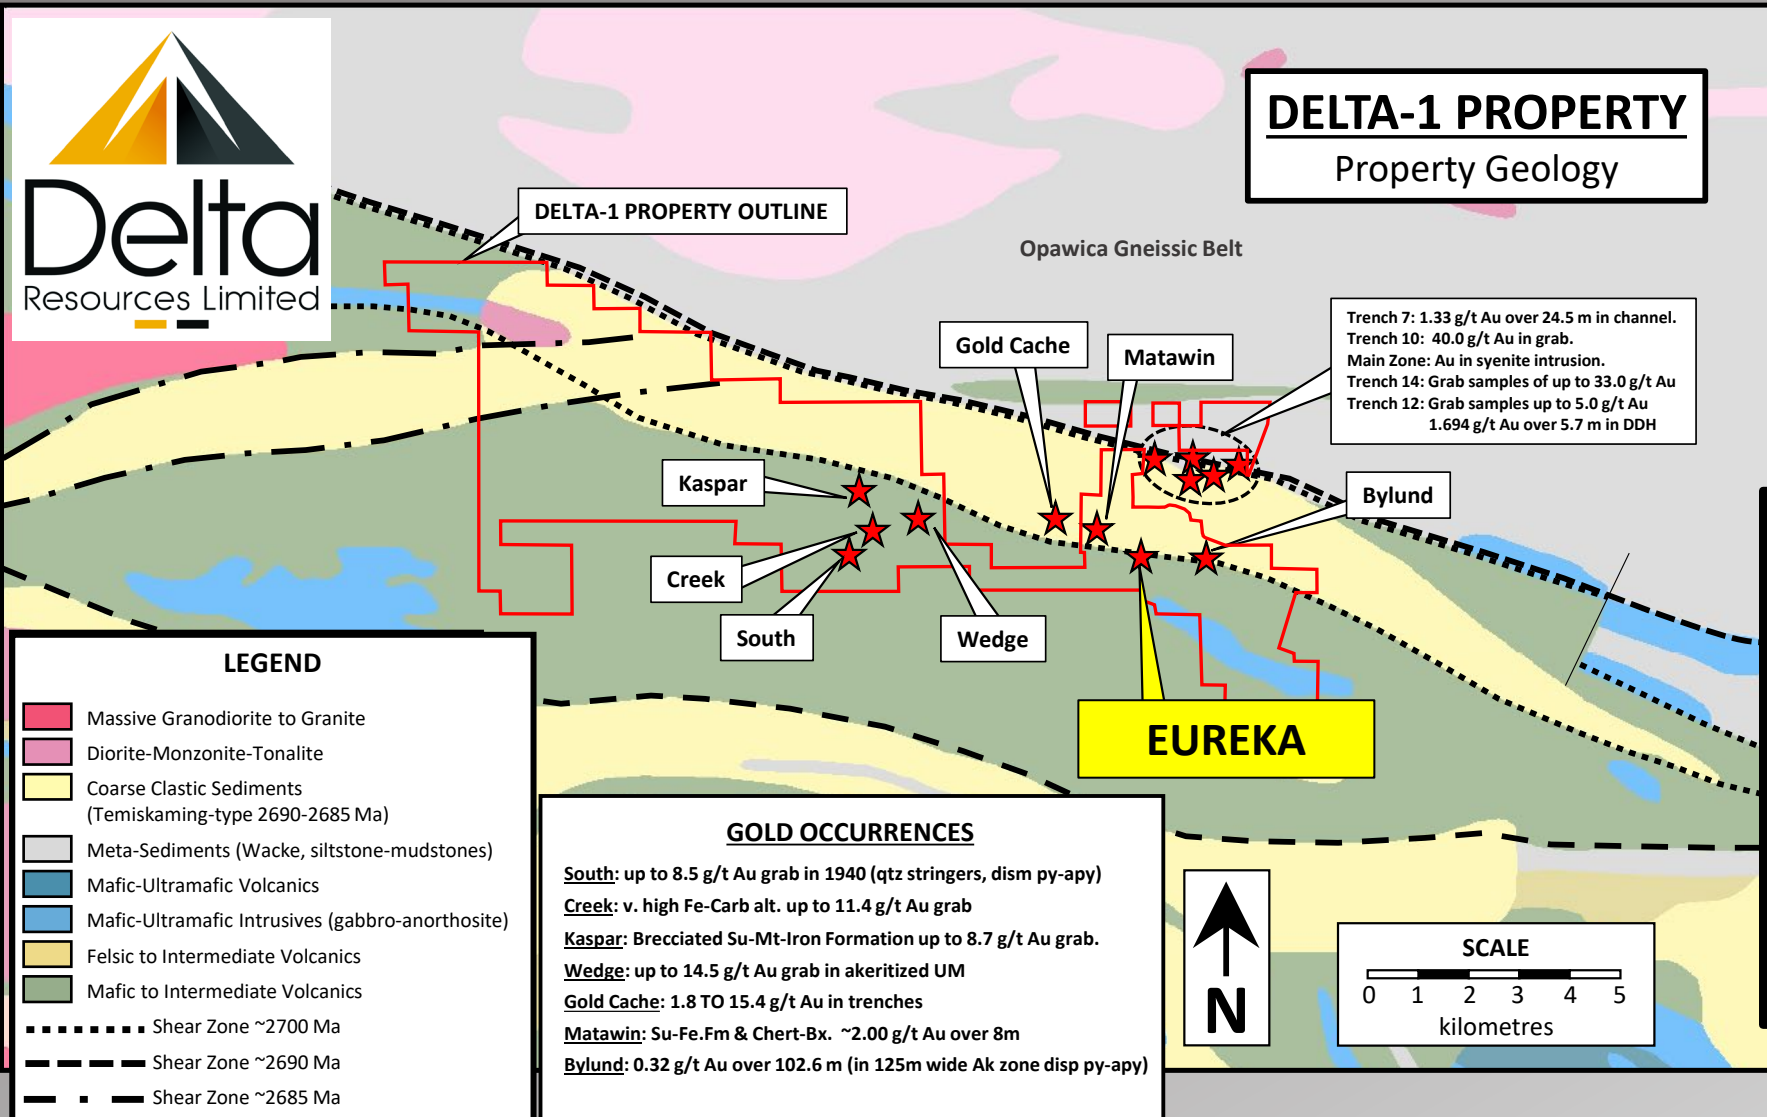 Delta
Resources Limited
DELTA-1 PROPERTY
Property Geology
DELTA-1 PROPERTY OUTLINE
Opawica Gneissic Belt
Trench 7: 1.33 g/t Au over 24.5 m in channel.
Trench 10: 40.0 g/t Au in grab.
Main Zone: Au in syenite intrusion.
Trench 14: Grab samples of up to 33.0 g/t Au
Trench 12: Grab samples up to 5.0 g/t Au
1.694 g/t Au over 5.7 m in DDH
Gold Cache
Matawin
Kaspar
Bylund
Creek
South
Wedge
EUREKA
LEGEND
Massive Granodiorite to Granite
Diorite-Monzonite-Tonalite
Coarse Clastic Sediments
(Temiskaming-type 2690-2685 Ma)
Meta-Sediments (Wacke, siltstone-mudstones)
Mafic-Ultramafic Volcanics
Mafic-Ultramafic Intrusives (gabbro-anorthosite)
Felsic to Intermediate Volcanics
Mafic to Intermediate Volcanics
Shear Zone ~2700 Ma
Shear Zone ~2690 Ma
Shear Zone ~2685 Ma
GOLD OCCURRENCES
South: up to 8.5 g/t Au grab in 1940 (qtz stringers, dism py-apy)
Creek: v. high Fe-Carb alt. up to 11.4 g/t Au grab
Kaspar: Brecciated Su-Mt-Iron Formation up to 8.7 g/t Au grab.
Wedge: up to 14.5 g/t Au grab in akeritized UM
Gold Cache: 1.8 TO 15.4 g/t Au in trenches
Matawin: Su-Fe.Fm & Chert-Bx. ~2.00 g/t Au over 8m
Bylund: 0.32 g/t Au over 102.6 m (in 125m wide Ak zone disp py-apy)
N
SCALE
0 1 2 3 4 5
kilometres